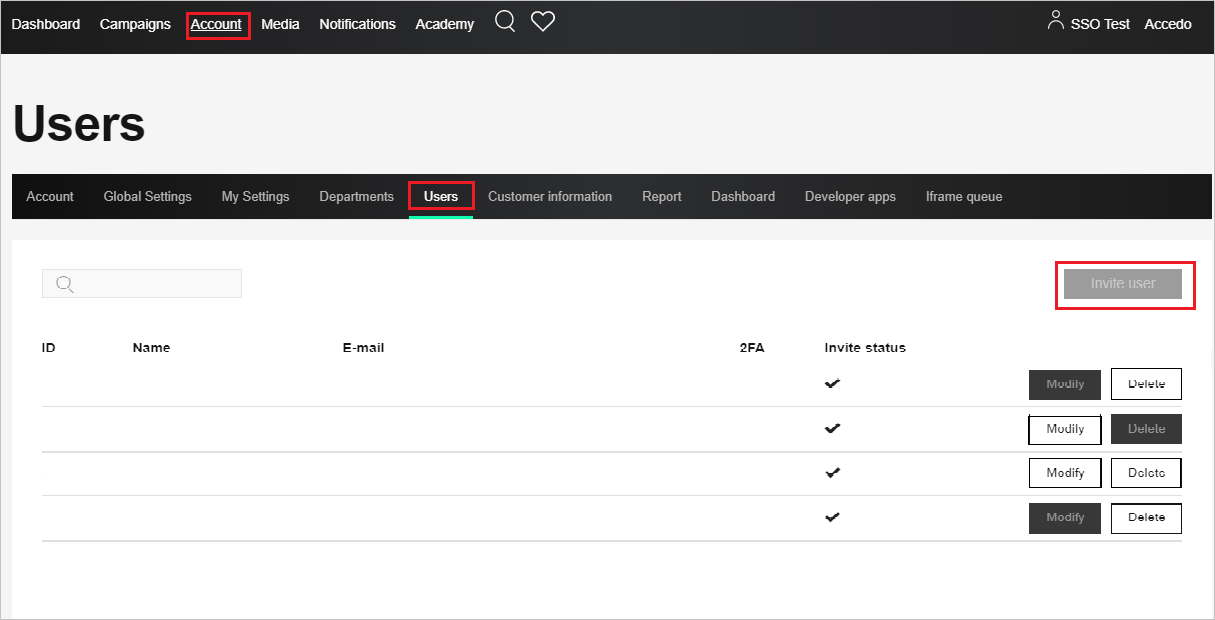 Dashboard Campaigns Account Media Notifications Academy SSO Test Accedo
Users
Account Global Settings My Settings Departments Users Customer information Report Dashboard Developer apps Iframe queue
Invite user
ID Name E-mail 2FA Invite status
Modify Delete
Modify Delete
Modify Delete
Modify Delete